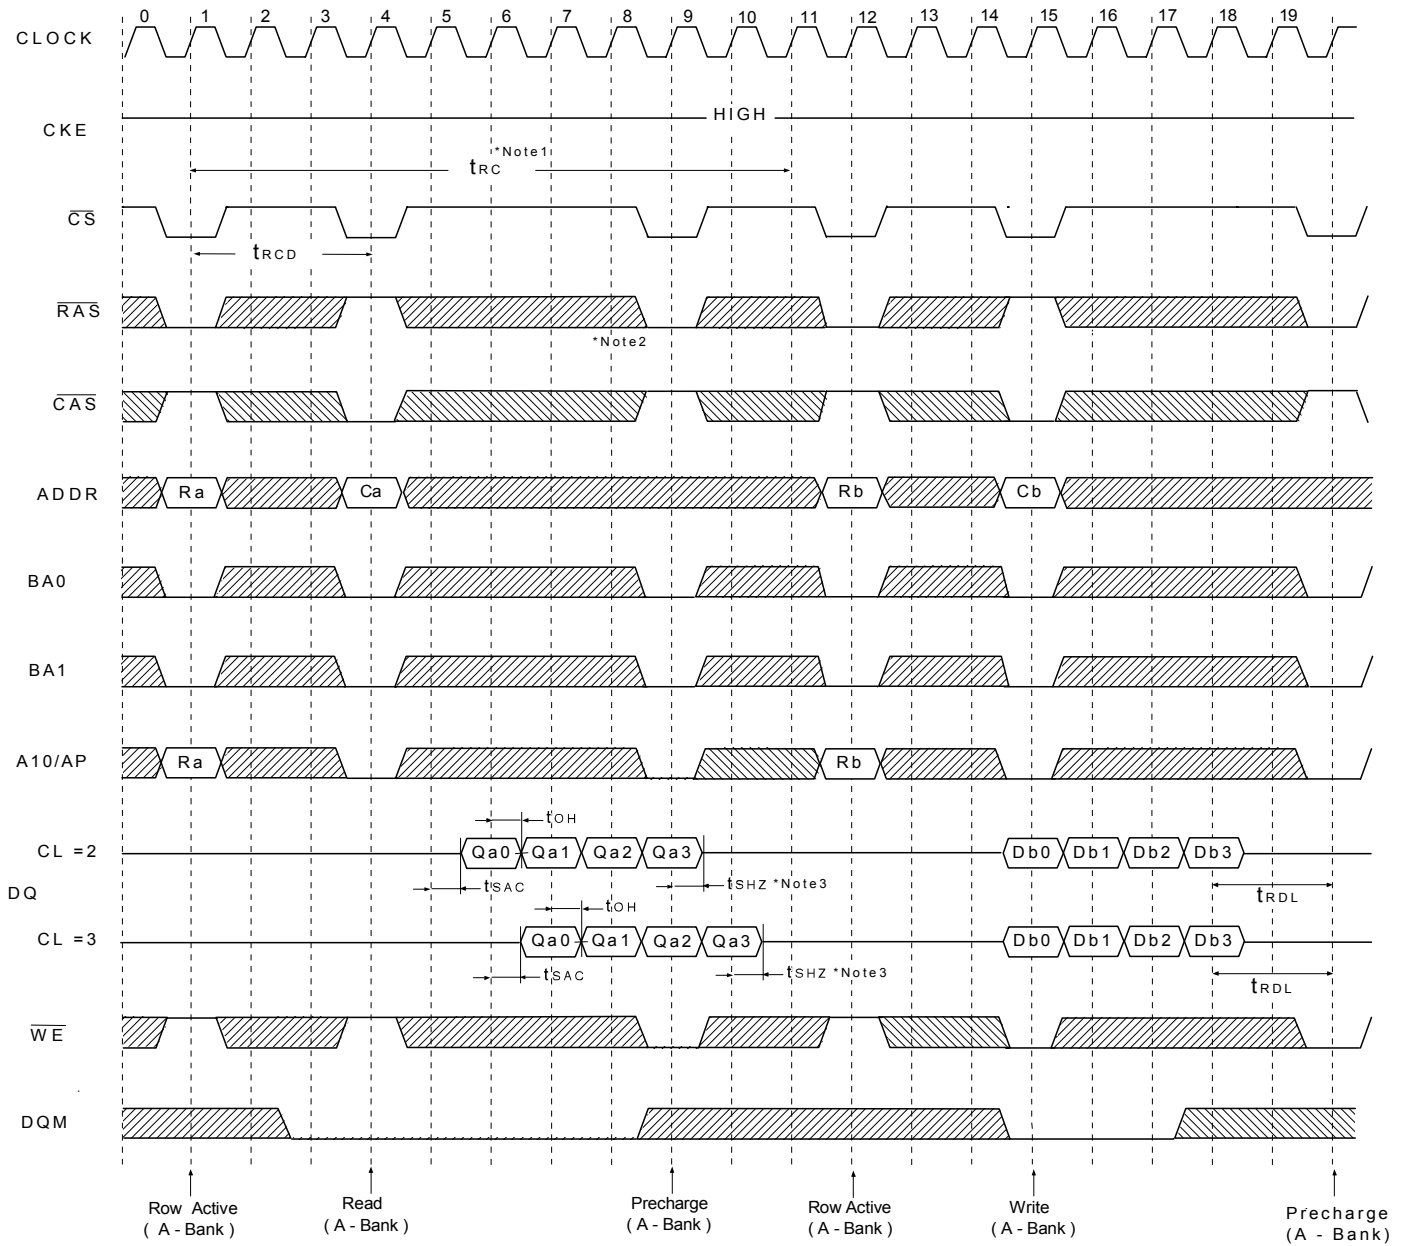 0 1 2 3 4 5 6 7 8 9 10 11 12 13 14 15 16 17 18 19
CLOCK
HIGH
CKE
*Note1
tRC
CS
tRCD
RAS
*Note2
CAS
ADDR Ra Ca Rb Cb
BA0
BA1
A10/AP Ra Rb
tOH
CL =2 Qa0 Qa1 Qa2 Qa3 Db0 Db1 Db2 Db3
tSAC tSHZ *Note3 tRDL
DQ
tOH
CL =3 Qa0 Qa1 Qa2 Qa3 Db0 Db1 Db2 Db3
tSAC tSHZ *Note3 tRDL
WE
DQM
Row Active
( A - Bank )
Read
( A - Bank )
Precharge
( A - Bank )
Row Active
( A - Bank )
Write
( A - Bank )
Precharge
(A - Bank)